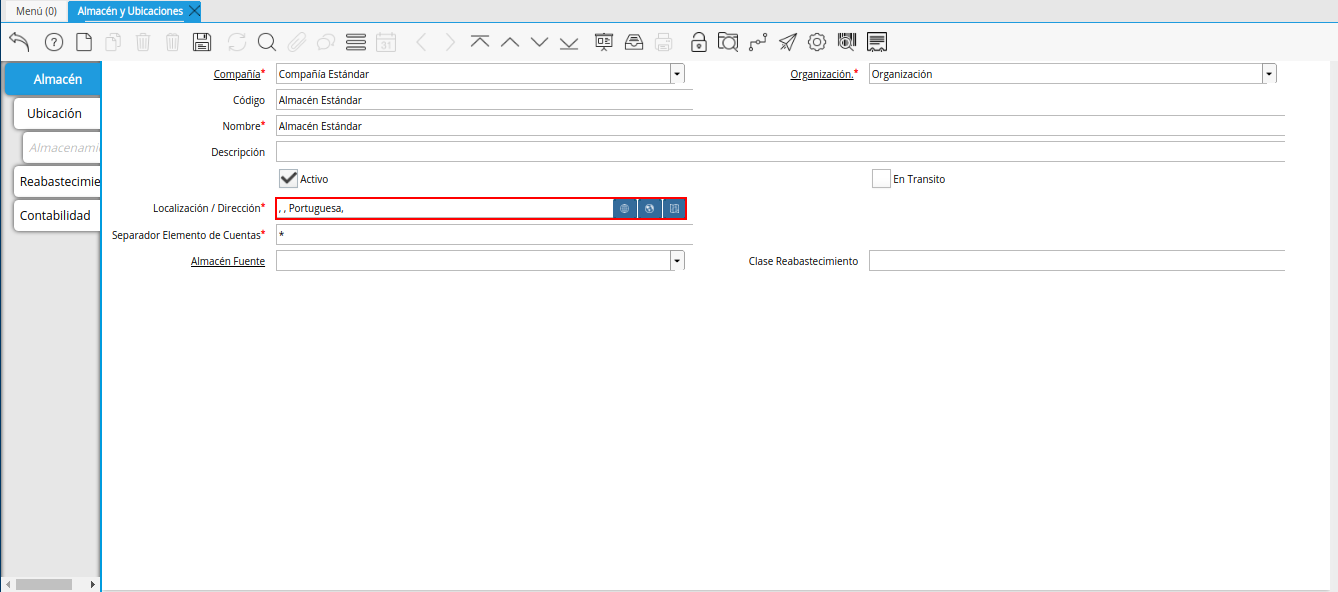 Menú (0) Almacén y Ubicaciones
31
Almacén
Ubicación
Almacenami
Reabastecimie
Contabilidad
Compañía* Compañía Estándar Organización.* Organización
Código Almacén Estándar
Nombre* Almacén Estándar
Descripción
Activo En Transito
Localización / Dirección* , , Portuguesa,
Separador Elemento de Cuentas* *
Almacén Fuente Clase Reabastecimiento